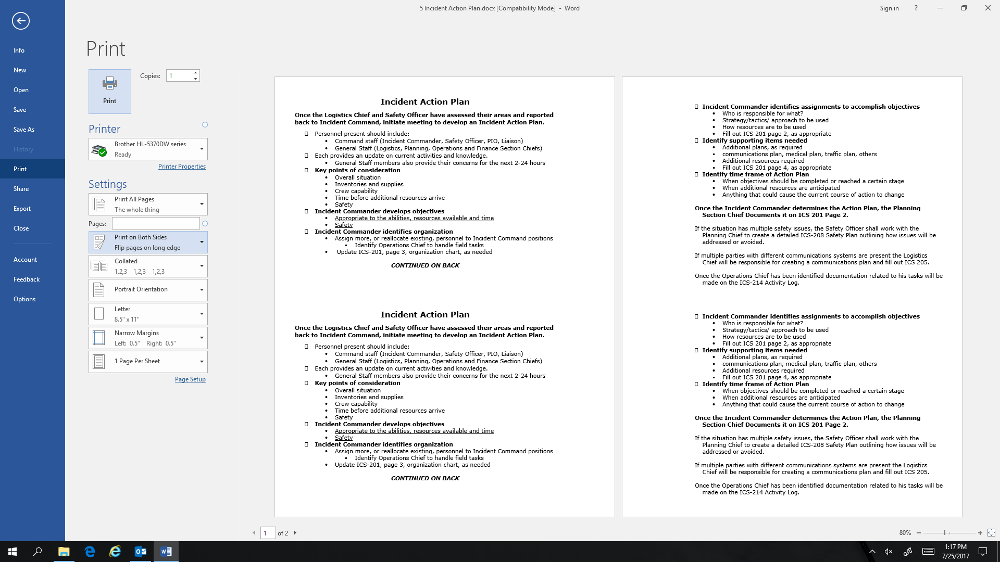 5 Incident Action Plan.docx [Compatibility Mode] - Word
Sign in
?
Info
New
Open
Save
Save As
History
Print
Share
Export
Close
Account
Feedback
Options
Print
Print
Copies: 1
Printer
Brother HL-5370DW series
Ready
Printer Properties
Settings
Print All Pages
The whole thing
Pages:
Print on Both Sides
Flip pages on long edge
Collated
1,2,3 1,2,3 1,2,3
Portrait Orientation
Letter
8.5" x 11"
Narrow Margins
Left: 0.5" Right: 0.5"
1 Page Per Sheet
Page Setup
Incident Action Plan
Once the Logistics Chief and Safety Officer have assessed their areas and reported
back to Incident Command, initiate meeting to develop an Incident Action Plan.
Personnel present should include:
• Command staff (Incident Commander, Safety Officer, PIO, Liaison)
• General Staff (Logistics, Planning, Operations and Finance Section Chiefs)
Each provides an update on current activities and knowledge.
• General Staff members also provide their concerns for the next 2-24 hours
Key points of consideration
• Overall situation
• Inventories and supplies
• Crew capability
• Time before additional resources arrive
• Safety
Incident Commander develops objectives
• Appropriate to the abilities, resources available and time
• Safety
Incident Commander identifies organization
• Assign more, or reallocate existing, personnel to Incident Command positions
▪ Identify Operations Chief to handle field tasks
• Update ICS-201, page 3, organization chart, as needed
CONTINUED ON BACK
Incident Action Plan
Once the Logistics Chief and Safety Officer have assessed their areas and reported
back to Incident Command, initiate meeting to develop an Incident Action Plan.
Personnel present should include:
• Command staff (Incident Commander, Safety Officer, PIO, Liaison)
• General Staff (Logistics, Planning, Operations and Finance Section Chiefs)
Each provides an update on current activities and knowledge.
• General Staff members also provide their concerns for the next 2-24 hours
Key points of consideration
• Overall situation
• Inventories and supplies
• Crew capability
• Time before additional resources arrive
• Safety
Incident Commander develops objectives
• Appropriate to the abilities, resources available and time
• Safety
Incident Commander identifies organization
• Assign more, or reallocate existing, personnel to Incident Command positions
▪ Identify Operations Chief to handle field tasks
• Update ICS-201, page 3, organization chart, as needed
CONTINUED ON BACK
Incident Commander identifies assignments to accomplish objectives
• Who is responsible for what?
• Strategy/tactics/ approach to be used
• How resources are to be used
• Fill out ICS 201 page 2, as appropriate
Identify supporting items needed
• Additional plans, as required
▪ communications plan, medical plan, traffic plan, others
• Additional resources required
▪ Fill out ICS 201 page 4, as appropriate
Identify time frame of Action Plan
• When objectives should be completed or reached a certain stage
• When additional resources are anticipated
• Anything that could cause the current course of action to change
Once the Incident Commander determines the Action Plan, the Planning
Section Chief Documents it on ICS 201 Page 2.
If the situation has multiple safety issues, the Safety Officer shall work with the
Planning Chief to create a detailed ICS-208 Safety Plan outlining how issues will be
addressed or avoided.
If multiple parties with different communications systems are present the Logistics
Chief will be responsible for creating a communications plan and fill out ICS 205.
Once the Operations Chief has been identified documentation related to his tasks will be
made on the ICS-214 Activity Log.
Incident Commander identifies assignments to accomplish objectives
• Who is responsible for what?
• Strategy/tactics/ approach to be used
• How resources are to be used
• Fill out ICS 201 page 2, as appropriate
Identify supporting items needed
• Additional plans, as required
▪ communications plan, medical plan, traffic plan, others
• Additional resources required
▪ Fill out ICS 201 page 4, as appropriate
Identify time frame of Action Plan
• When objectives should be completed or reached a certain stage
• When additional resources are anticipated
• Anything that could cause the current course of action to change
Once the Incident Commander determines the Action Plan, the Planning
Section Chief Documents it on ICS 201 Page 2.
If the situation has multiple safety issues, the Safety Officer shall work with the
Planning Chief to create a detailed ICS-208 Safety Plan outlining how issues will be
addressed or avoided.
If multiple parties with different communications systems are present the Logistics
Chief will be responsible for creating a communications plan and fill out ICS 205.
Once the Operations Chief has been identified documentation related to his tasks will be
made on the ICS-214 Activity Log.
1 of 2
80%
1:17 PM
7/25/2017